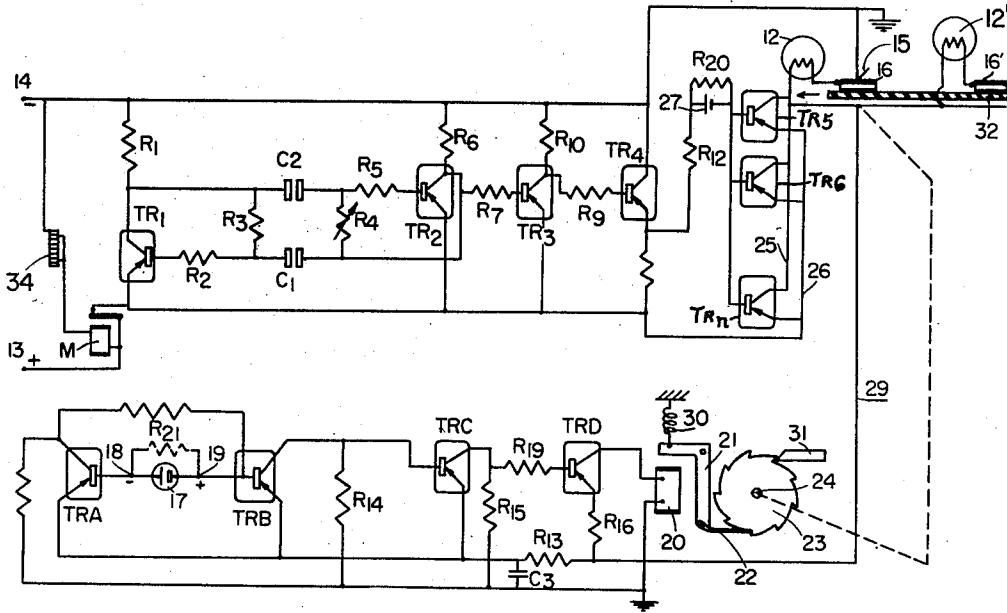 12
12'
15
16
16'
14
−
R20
27
R1
R6
R10
TR4
TR5
32
C2
R5
R12
TR1
R3
R4
R7
R9
TR6
TR2
TR3
34
R2
C1
25
26
TRn
13 +
M
29
30
R21
18
19
TRC
TRD
21
31
R19
− 17 +
24
TRA
TRB
R14
R15
R16
20
23
R13
22
C3